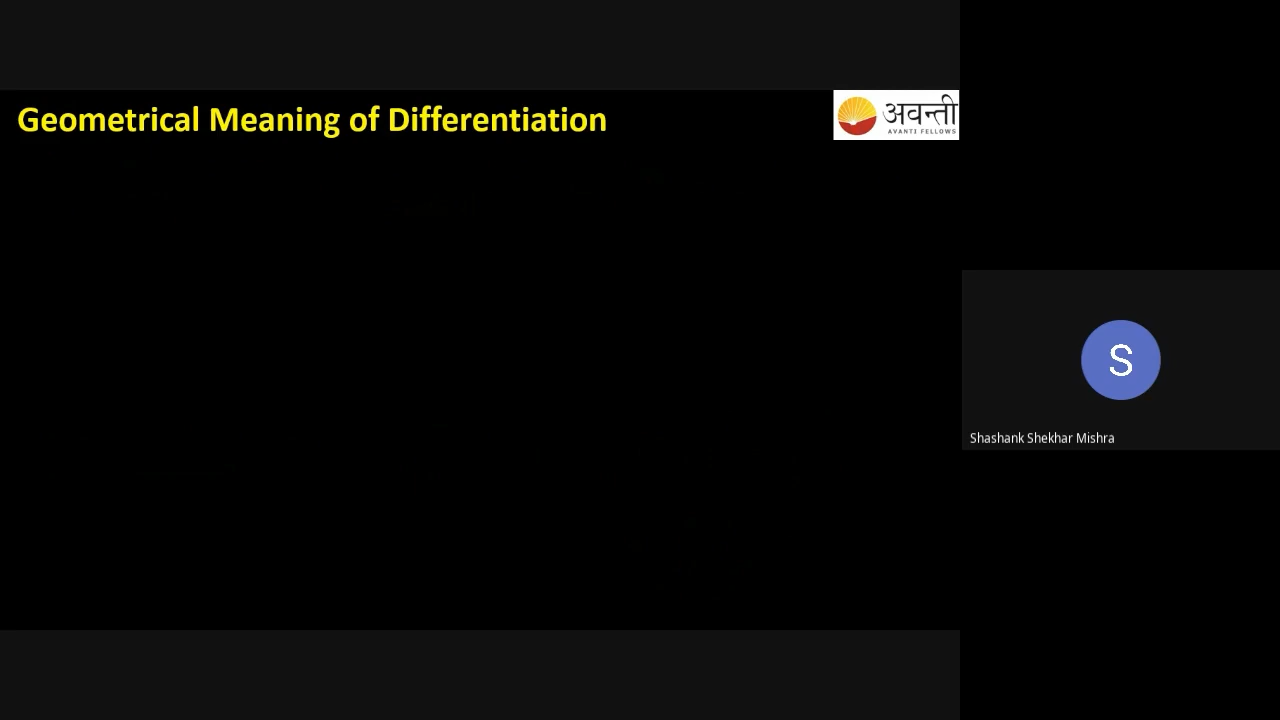 Geometrical Meaning of Differentiation
अवन्ती
AVANTI FELLOWS
S
Shashank Shekhar Mishra